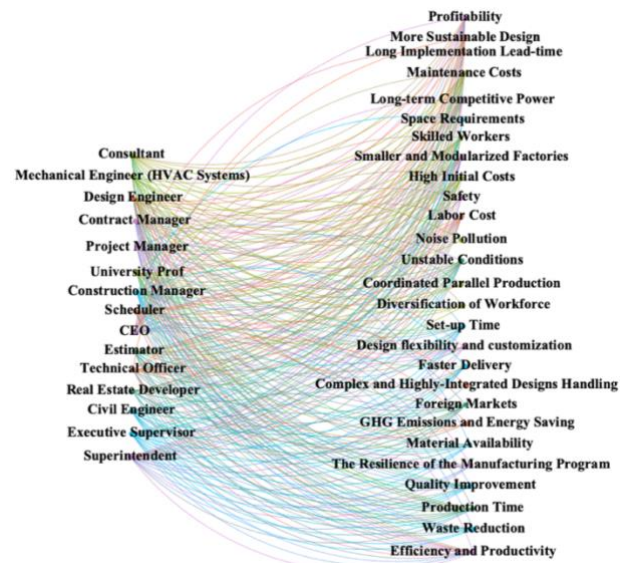 Consultant
Mechanical Engineer (HVAC Systems)
Design Engineer
Contract Manager
Project Manager
University Prof
Construction Manager
Scheduler
CEO
Estimator
Technical Officer
Real Estate Developer
Civil Engineer
Executive Supervisor
Superintendent
Profitability
More Sustainable Design
Long Implementation Lead-time
Maintenance Costs
Long-term Competitive Power
Space Requirements
Skilled Workers
Smaller and Modularized Factories
High Initial Costs
Safety
Labor Cost
Noise Pollution
Unstable Conditions
Coordinated Parallel Production
Diversification of Workforce
Set-up Time
Design flexibility and customization
Faster Delivery
Complex and Highly-Integrated Designs Handling
Foreign Markets
GHG Emissions and Energy Saving
Material Availability
The Resilience of the Manufacturing Program
Quality Improvement
Production Time
Waste Reduction
Efficiency and Productivity